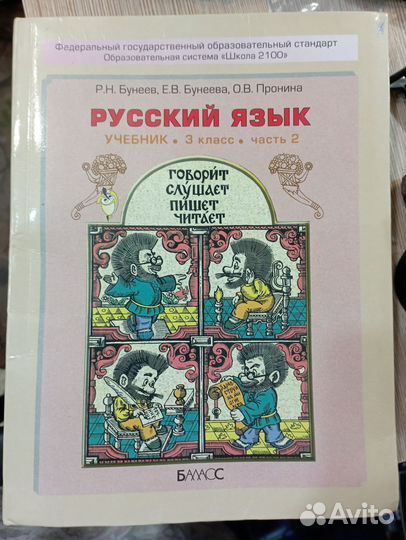 Федеральный государственный образовательный стандарт
Образовательная система «Школа 2100»
Р.Н. Бунеев, Е.В. Бунеева, О.В. Пронина
РУССКИЙ ЯЗЫК
УЧЕБНИК • 3 класс • часть 2
ГОВОРИТ
СЛУШАЕТ
ПИШЕТ
ЧИТАЕТ
БАЛАСС
Avito